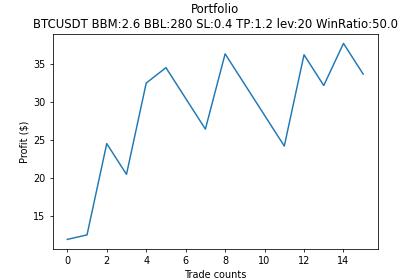 Portfolio
BTCUSDT BBM:2.6 BBL:280 SL:0.4 TP:1.2 lev:20 WinRatio:50.0
35
30
25
20
15
Profit ($)
0 2 4 6 8 10 12 14
Trade counts